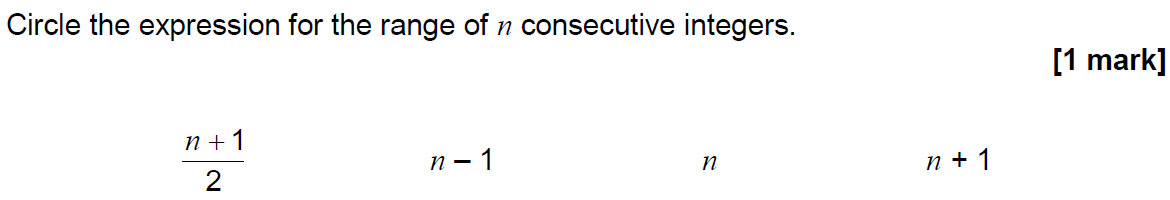 Circle the expression for the range of n consecutive integers.
[1 mark]
n + 1
2
n – 1
n
n + 1